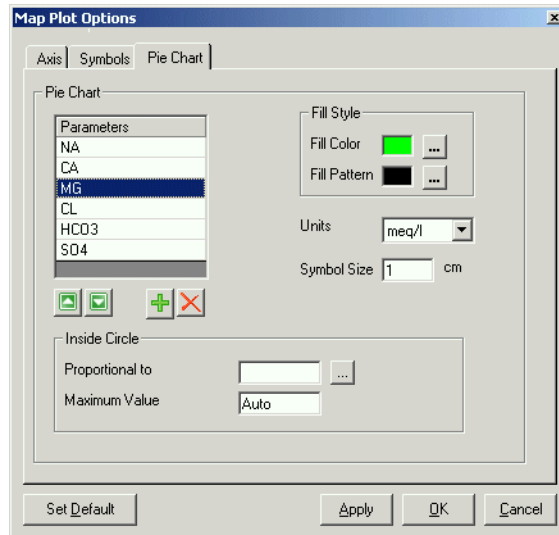 Map Plot Options
Axis Symbols Pie Chart
Pie Chart
Parameters
NA
CA
MG
CL
HCO3
SO4
Fill Style
Fill Color ...
Fill Pattern ...
Units meq/l
Symbol Size 1 cm
Inside Circle
Proportional to ...
Maximum Value Auto
Set Default Apply OK Cancel